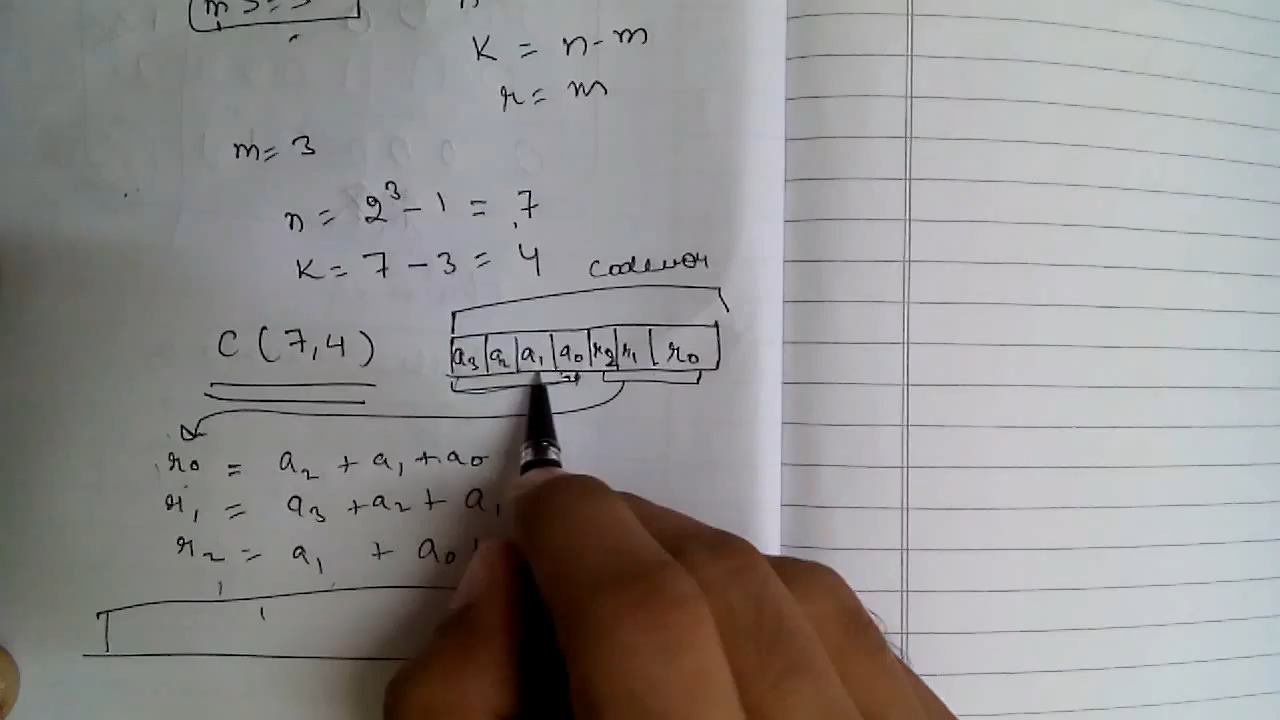 K = n - m
r = m
m = 3
n = 2³ - 1 = 7
K = 7 - 3 = 4
C (7,4)
a₃ a₂ a₁ a₀ r₂ r₁ r₀
r₀ = a₂ + a₁ + a₀
r₁ = a₃ + a₂ + a₁
r₂ = a₁ + a₀